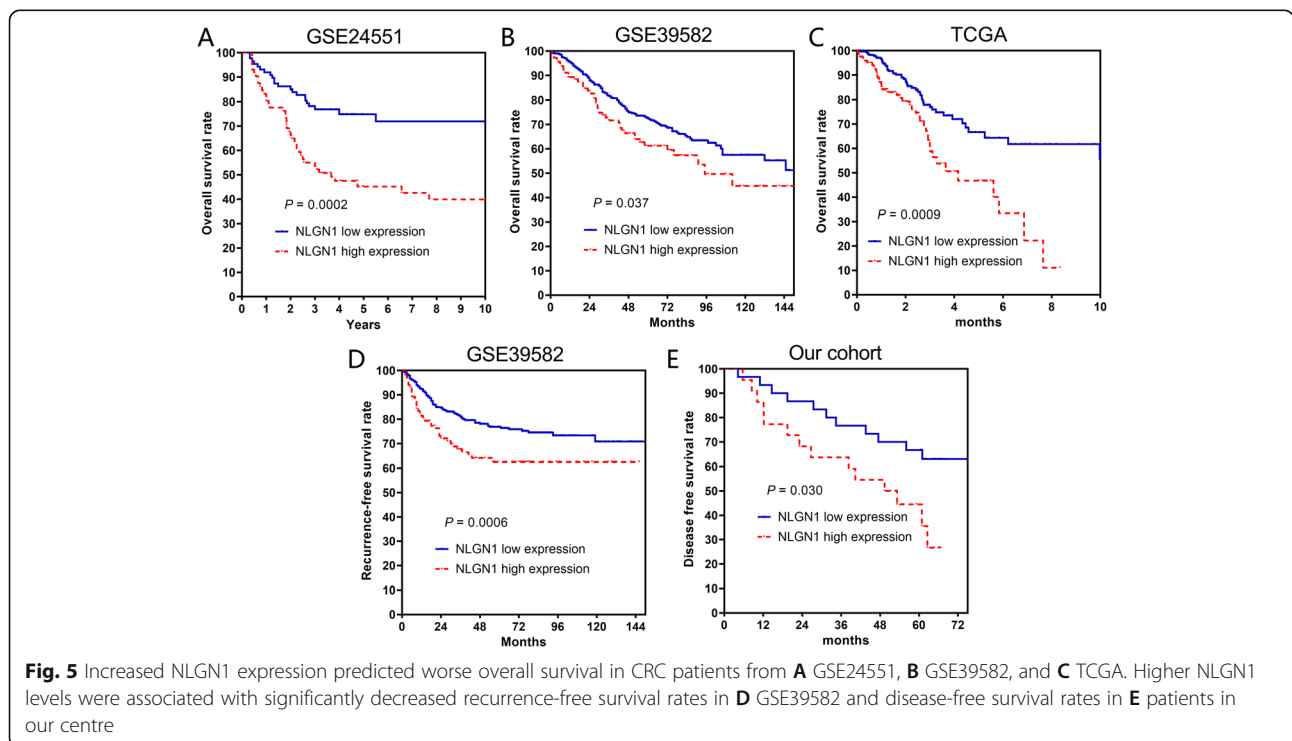 A
GSE24551
Overall survival rate
100
90
80
70
60
50
40
30
20
10
0
P = 0.0002
NLGN1 low expression
NLGN1 high expression
0 1 2 3 4 5 6 7 8 9 10
Years
B
GSE39582
Overall survival rate
100
90
80
70
60
50
40
30
20
10
0
P = 0.037
NLGN1 low expression
NLGN1 high expression
0 24 48 72 96 120 144
Months
C
TCGA
Overall survival rate
100
90
80
70
60
50
40
30
20
10
0
P = 0.0009
NLGN1 low expression
NLGN1 high expression
0 2 4 6 8 10
months
D
GSE39582
Recurrence-free survival rate
100
90
80
70
60
50
40
30
20
10
0
P = 0.0006
NLGN1 low expression
NLGN1 high expression
0 24 48 72 96 120 144
Months
E
Our cohort
Disease free survival rate
100
90
80
70
60
50
40
30
20
10
0
P = 0.030
NLGN1 low expression
NLGN1 high expression
0 12 24 36 48 60 72
months
Fig. 5 Increased NLGN1 expression predicted worse overall survival in CRC patients from A GSE24551, B GSE39582, and C TCGA. Higher NLGN1
levels were associated with significantly decreased recurrence-free survival rates in D GSE39582 and disease-free survival rates in E patients in
our centre